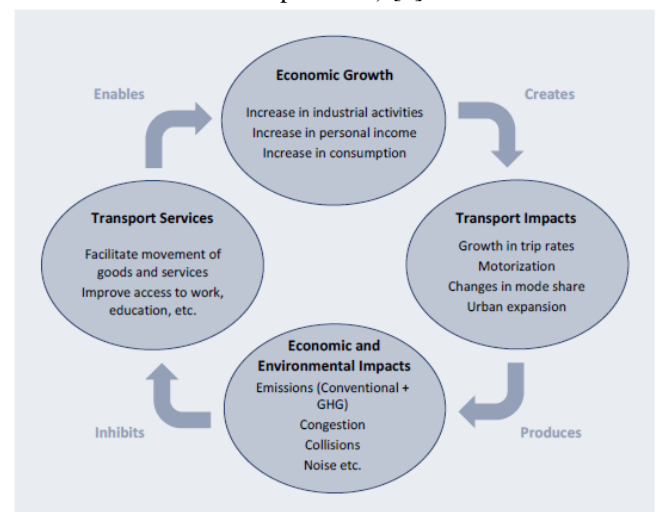 Economic Growth
Increase in industrial activities
Increase in personal income
Increase in consumption
Enables
Creates
Transport Services
Facilitate movement of
goods and services
Improve access to work,
education, etc.
Transport Impacts
Growth in trip rates
Motorization
Changes in mode share
Urban expansion
Economic and
Environmental Impacts
Emissions (Conventional +
GHG)
Congestion
Collisions
Noise etc.
Inhibits
Produces